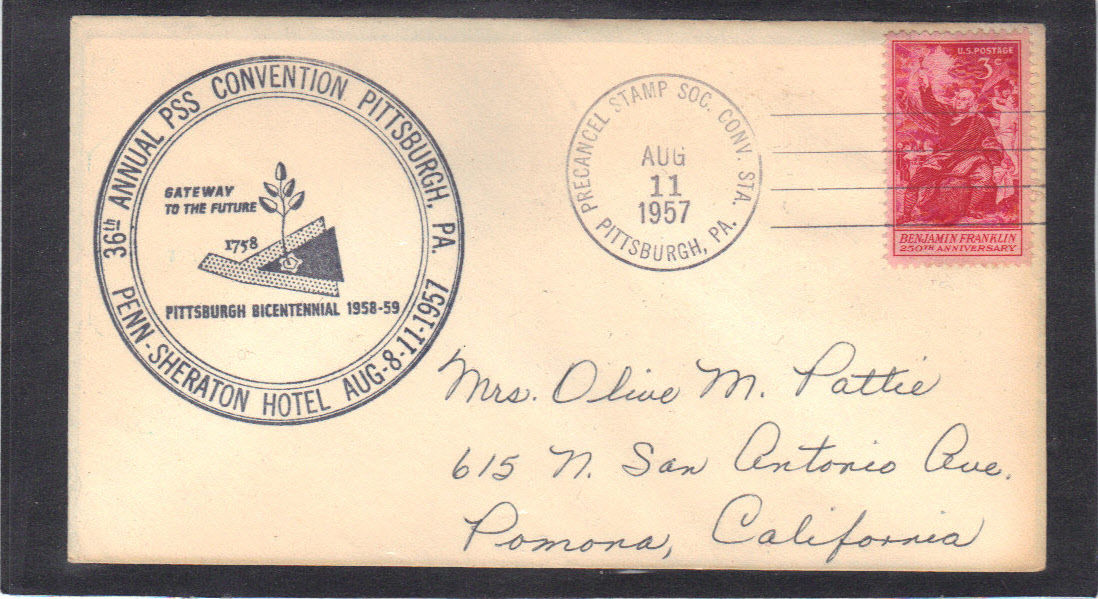 36th ANNUAL PSS CONVENTION PITTSBURGH, PA.
GATEWAY
TO THE FUTURE
1758
PITTSBURGH BICENTENNIAL 1958-59
PENN-SHERATON HOTEL AUG-8-11-1957
PRECANCEL STAMP SOC. CONV. STA.
AUG
11
1957
PITTSBURGH, PA.
U.S. POSTAGE
3¢
BENJAMIN FRANKLIN
250TH ANNIVERSARY
Mrs. Olive M. Pattie
615 N. San Antonio Ave.
Pomona, California